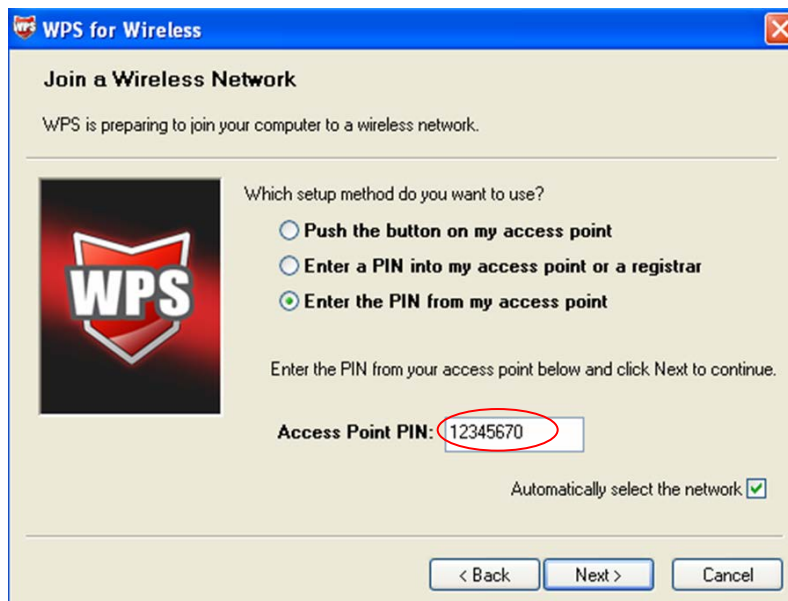 WPS for Wireless
Join a Wireless Network
WPS is preparing to join your computer to a wireless network.
WPS
Which setup method do you want to use?
Push the button on my access point
Enter a PIN into my access point or a registrar
Enter the PIN from my access point
Enter the PIN from your access point below and click Next to continue.
Access Point PIN: 12345670
Automatically select the network
< Back Next > Cancel